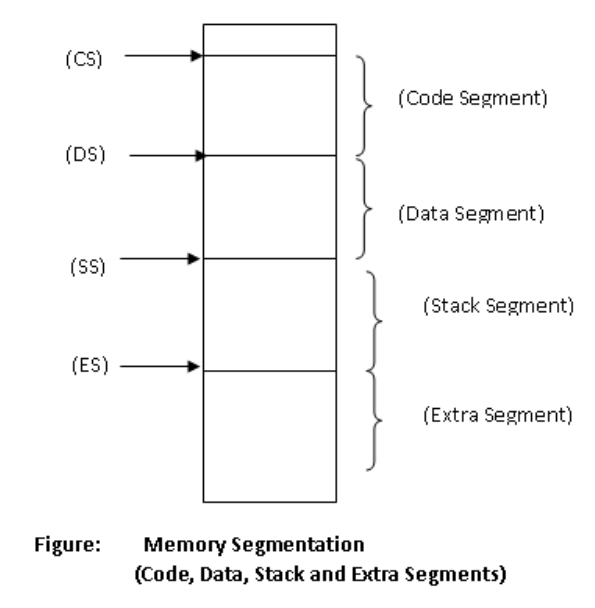 (CS)
(Code Segment)
(DS)
(Data Segment)
(SS)
(Stack Segment)
(ES)
(Extra Segment)
Figure: Memory Segmentation
(Code, Data, Stack and Extra Segments)